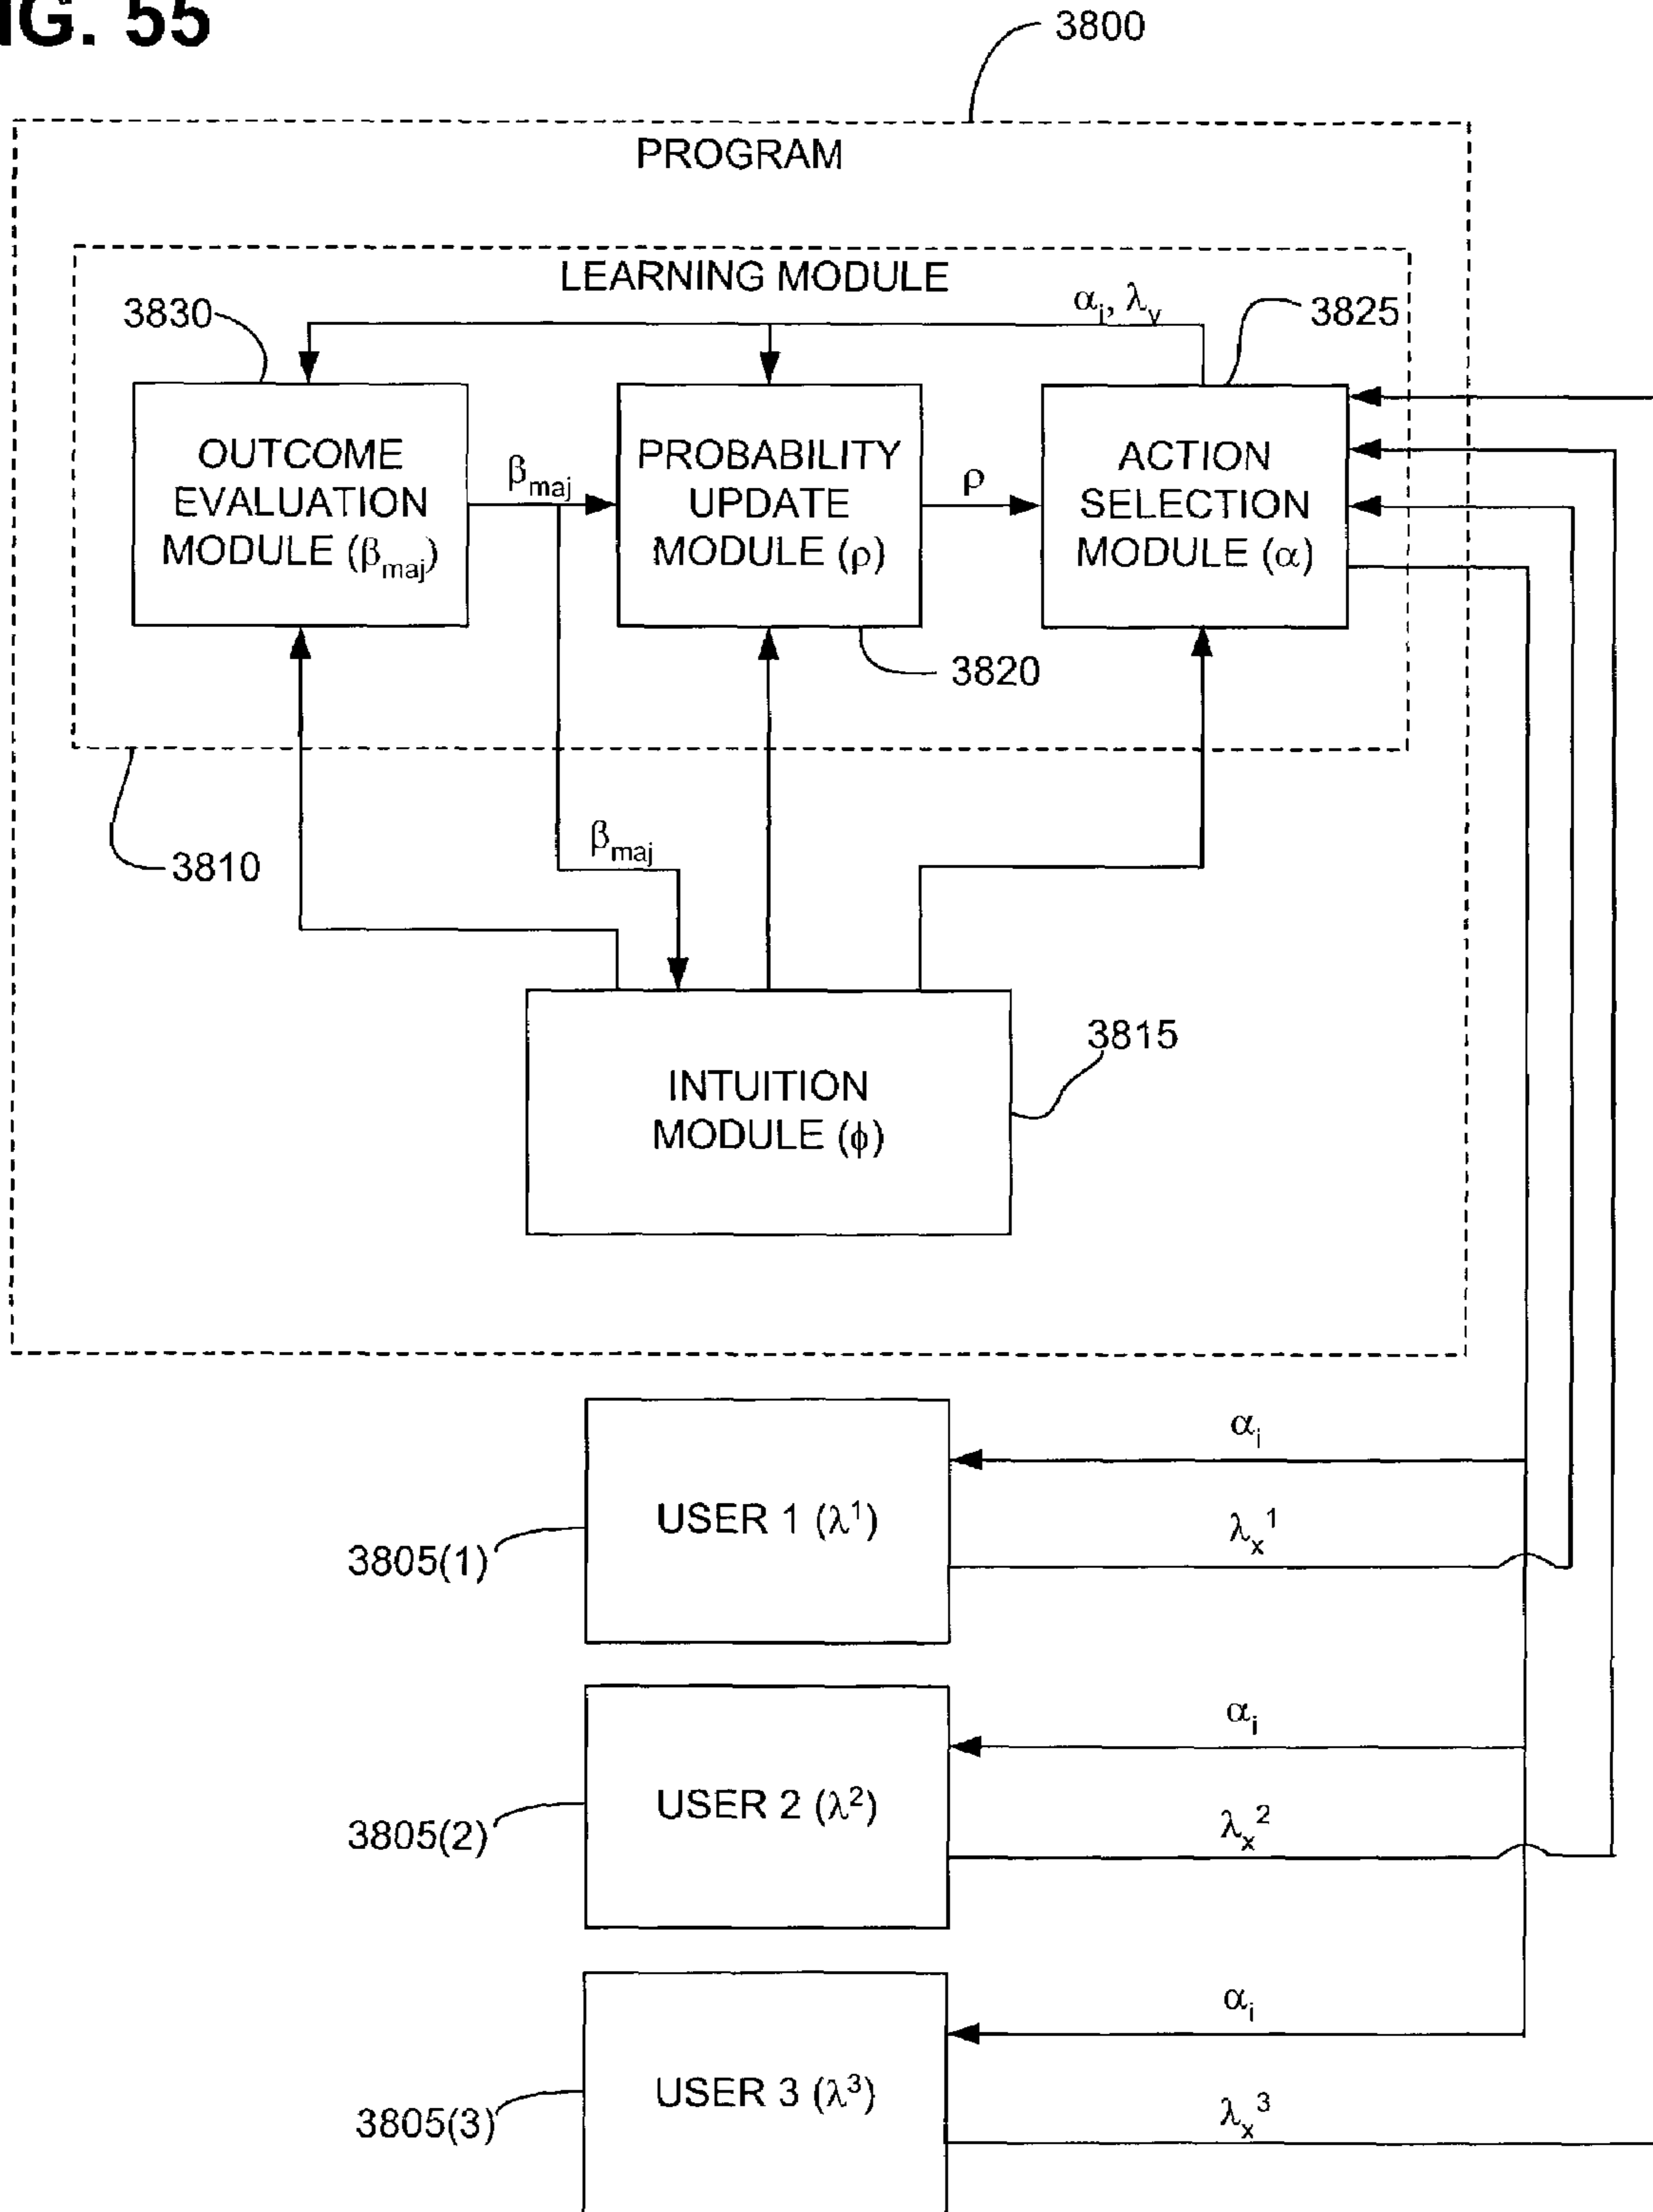 IG. 55
3800
PROGRAM
LEARNING MODULE
3830
αi, λy
3825
OUTCOME
EVALUATION
MODULE (βmaj)
βmaj
PROBABILITY
UPDATE
MODULE (ρ)
ρ
ACTION
SELECTION
MODULE (α)
3820
3810
βmaj
3815
INTUITION
MODULE (ϕ)
αi
USER 1 (λ¹)
λx¹
3805(1)
αi
USER 2 (λ²)
λx²
3805(2)
αi
USER 3 (λ³)
λx³
3805(3)